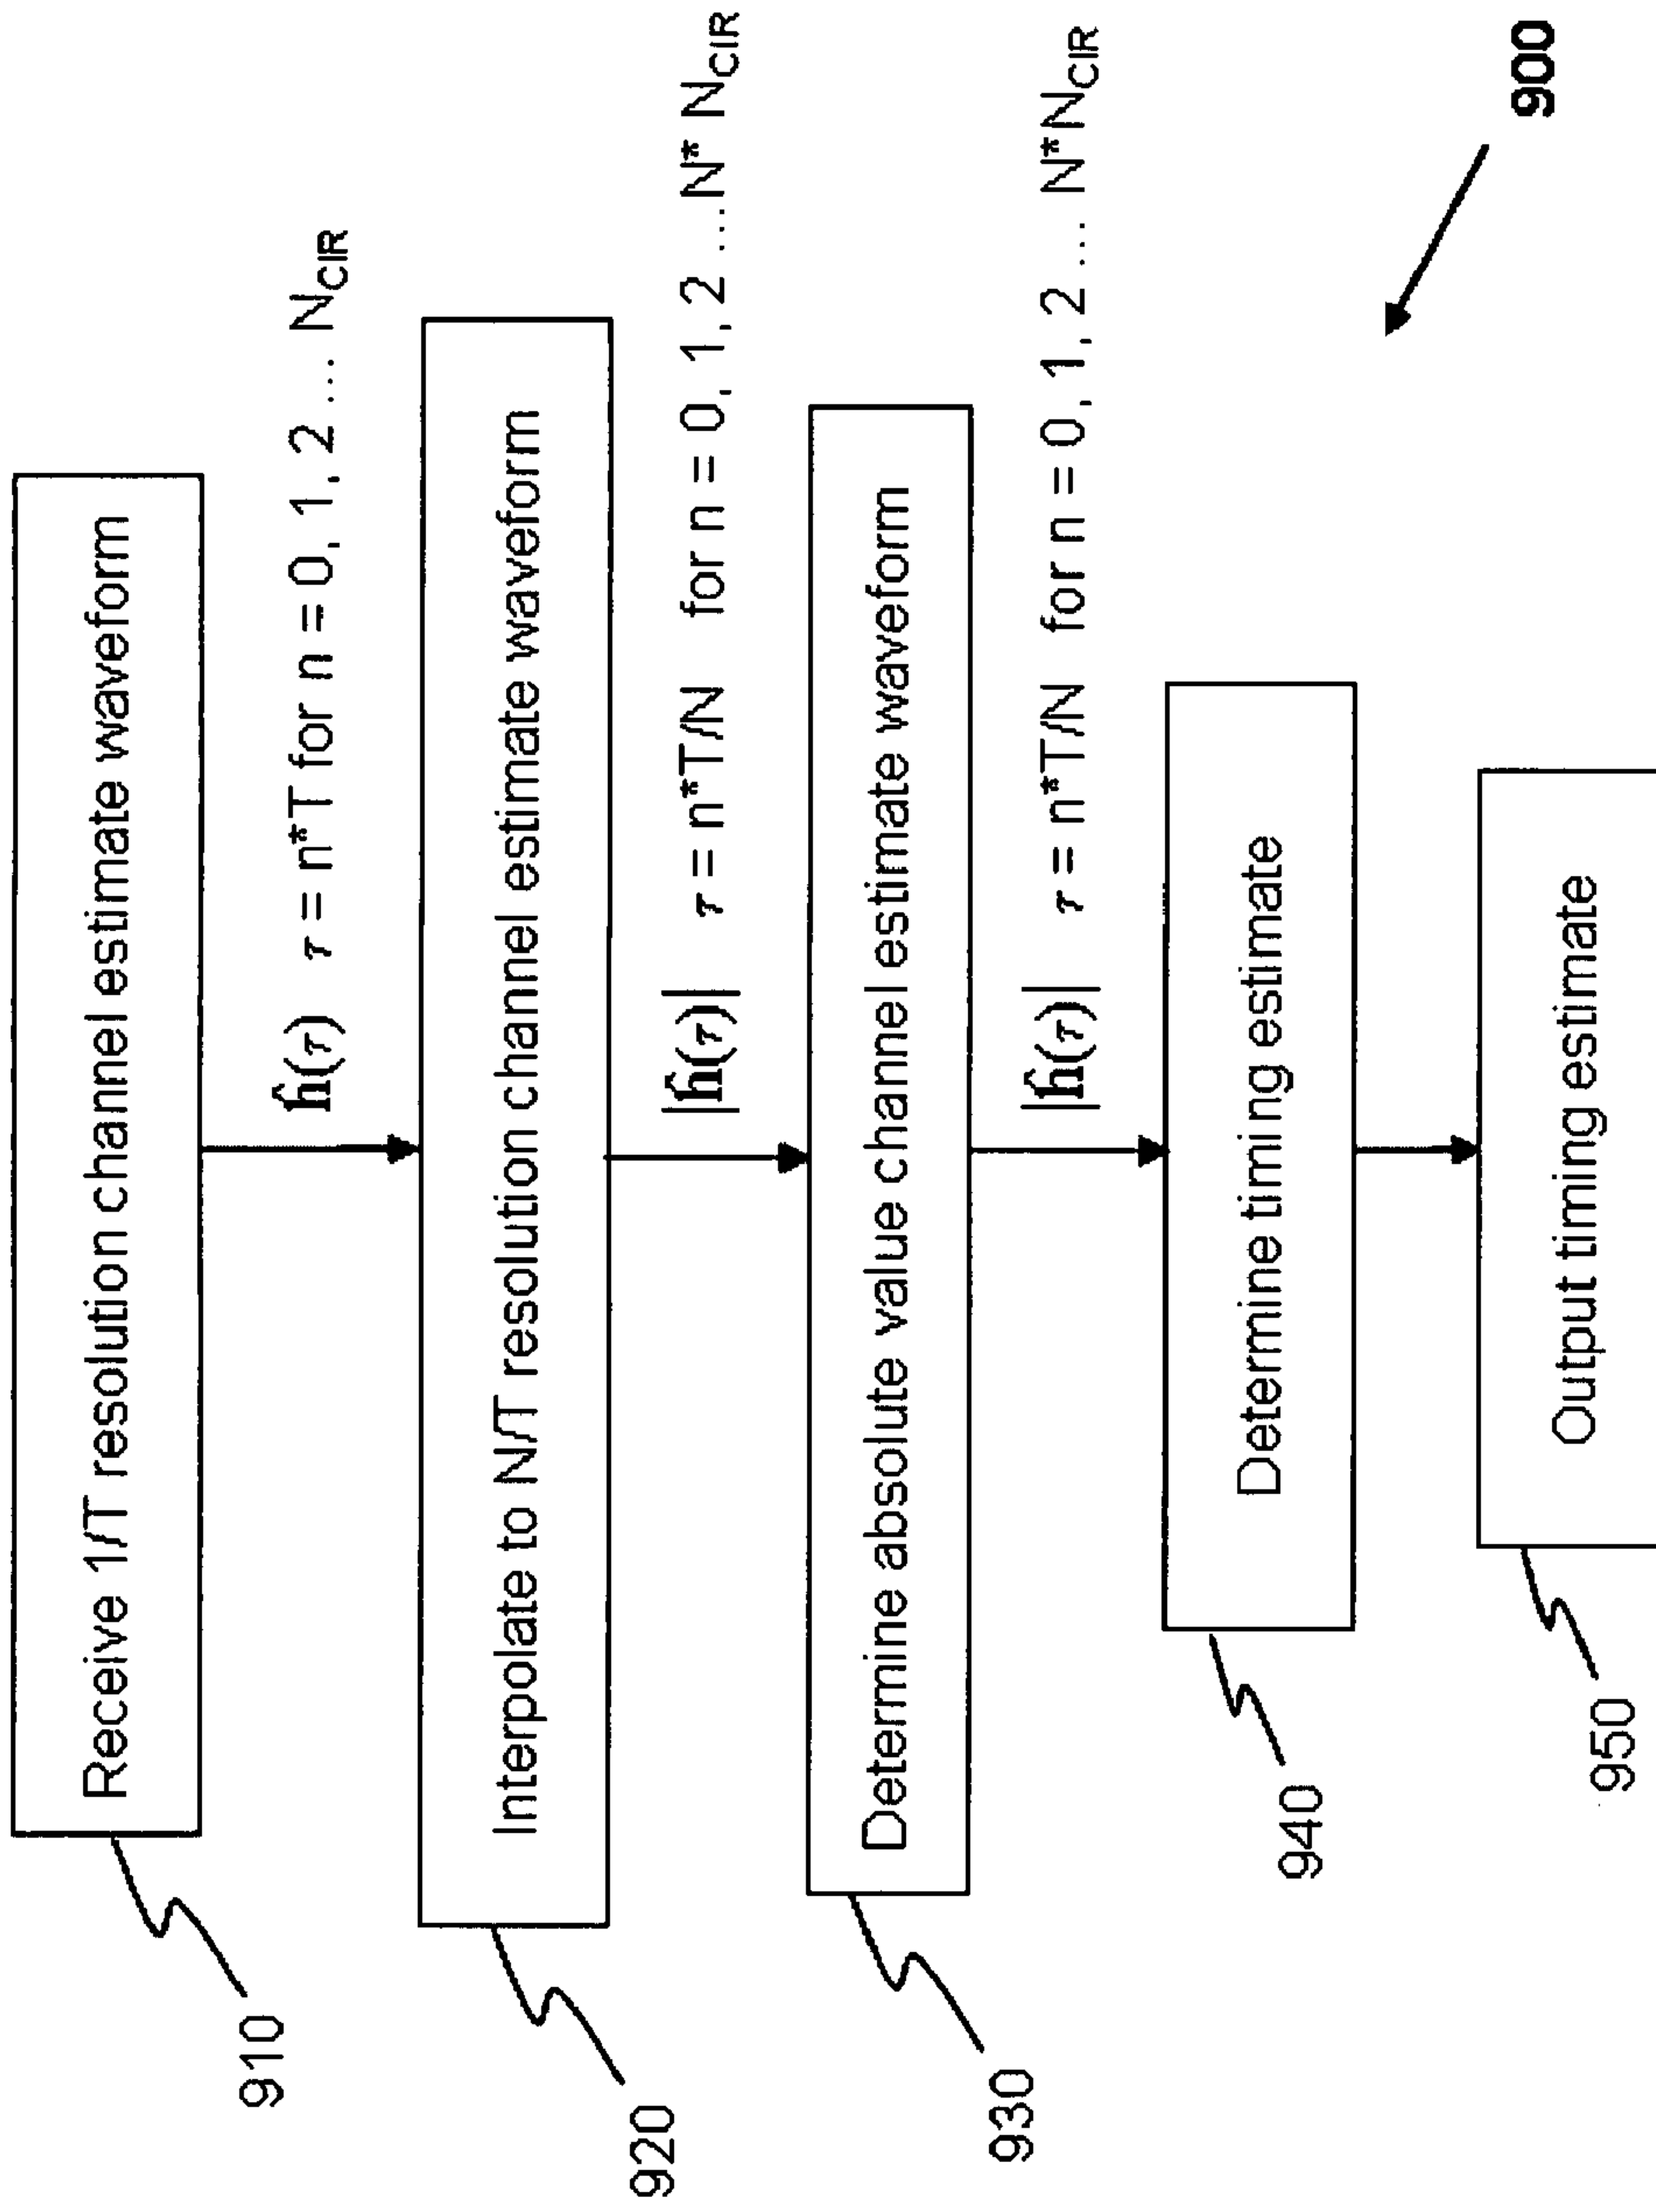 Receive 1/T resolution channel estimate waveform
910
ĥ(τ) τ = n*T for n = 0, 1, 2 ... N_CIR
Interpolate to N/T resolution channel estimate waveform
920
|ĥ(τ)| τ = n*T/N for n = 0, 1, 2 ...N* N_CIR
Determine absolute value channel estimate waveform
930
|ĥ(τ)| τ = n*T/N for n = 0, 1, 2 ... N*N_CIR
Determine timing estimate
940
Output timing estimate
950
900